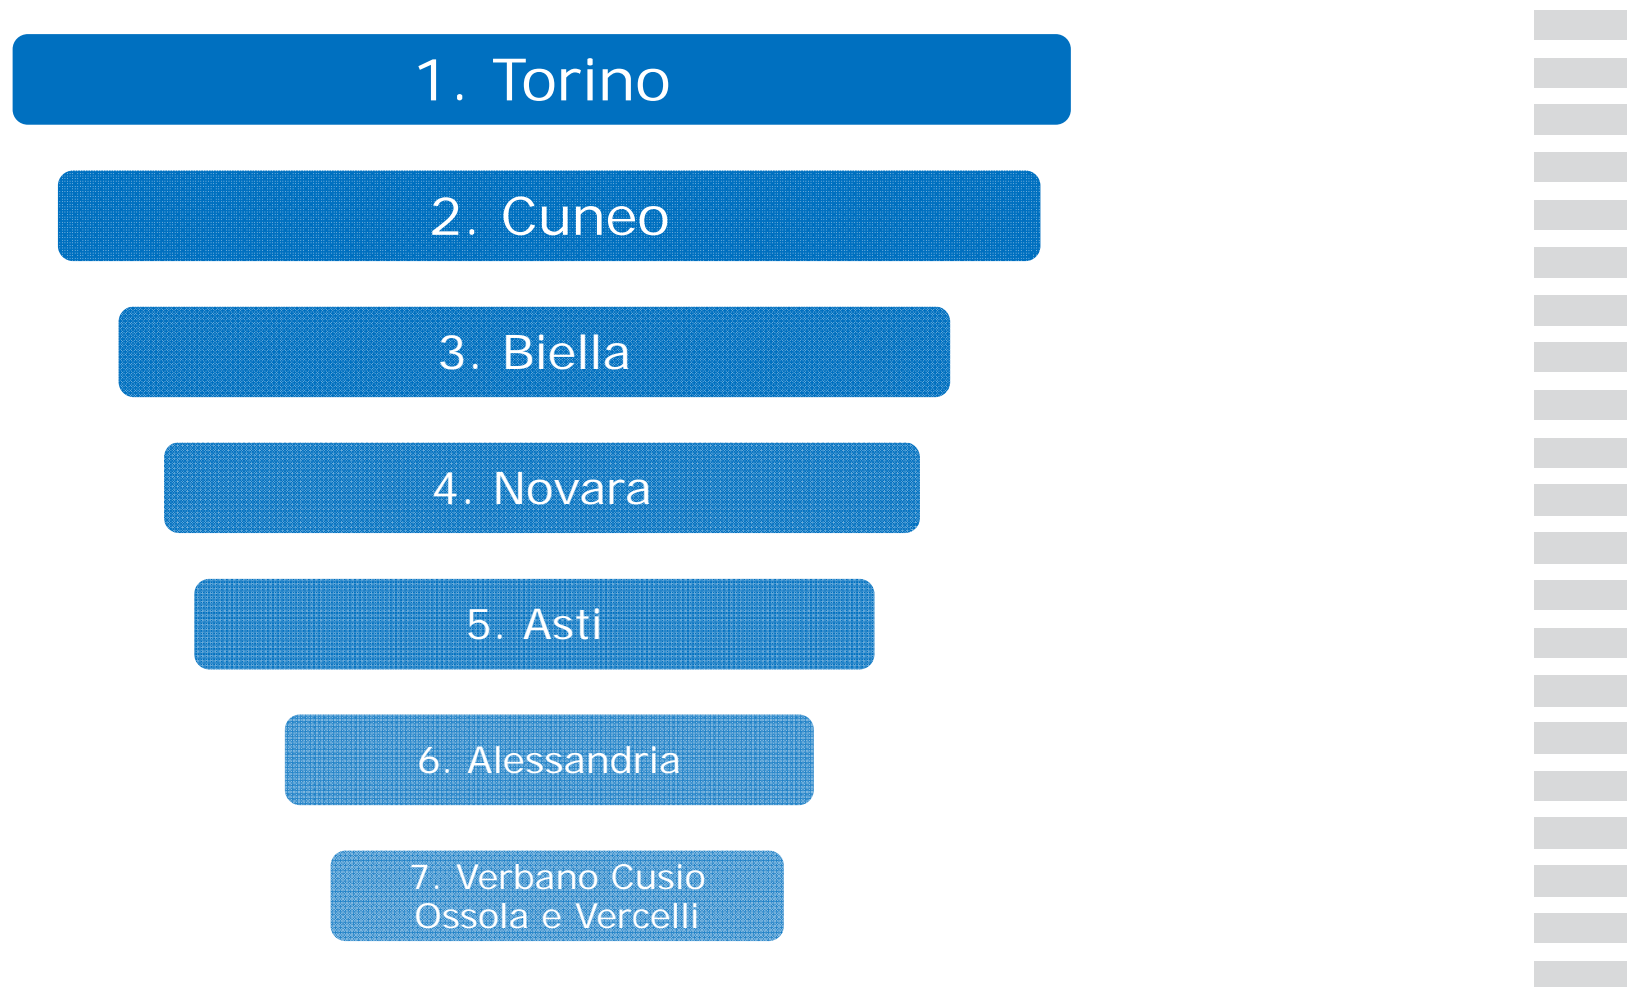 1. Torino
2. Cuneo
3. Biella
4. Novara
5. Asti
6. Alessandria
7. Verbano Cusio
Ossola e Vercelli